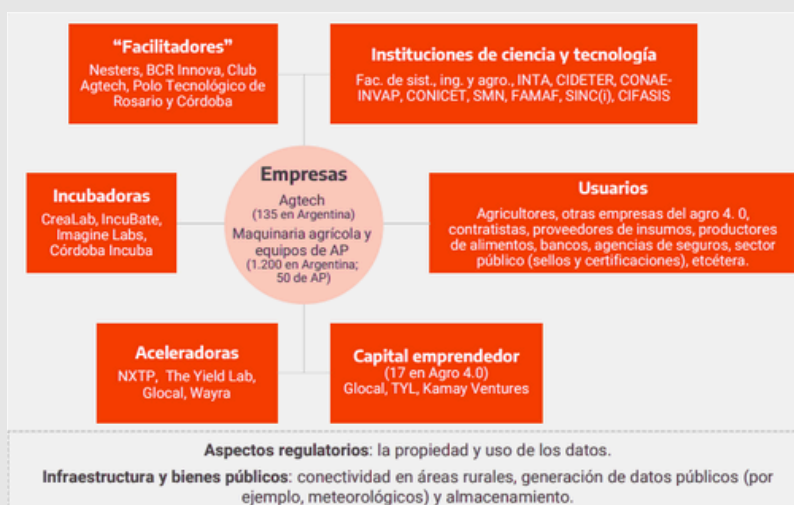 “Facilitadores”
Nesters, BCR Innova, Club
Agtech, Polo Tecnológico de
Rosario y Córdoba
Instituciones de ciencia y tecnología
Fac. de sist., ing. y agro., INTA, CIDETER, CONAE-
INVAP, CONICET, SMN, FAMAF, SINC(i), CIFASIS
Incubadoras
CreaLab, IncuBate,
Imagine Labs,
Córdoba Incuba
Empresas
Agtech
(135 en Argentina)
Maquinaria agrícola y
equipos de AP
(1.200 en Argentina;
50 de AP)
Usuarios
Agricultores, otras empresas del agro 4. 0,
contratistas, proveedores de insumos, productores
de alimentos, bancos, agencias de seguros, sector
público (sellos y certificaciones), etcétera.
Aceleradoras
NXTP, The Yield Lab,
Glocal, Wayra
Capital emprendedor
(17 en Agro 4.0)
Glocal, TYL, Kamay Ventures
Aspectos regulatorios: la propiedad y uso de los datos.
Infraestructura y bienes públicos: conectividad en áreas rurales, generación de datos públicos (por
ejemplo, meteorológicos) y almacenamiento.